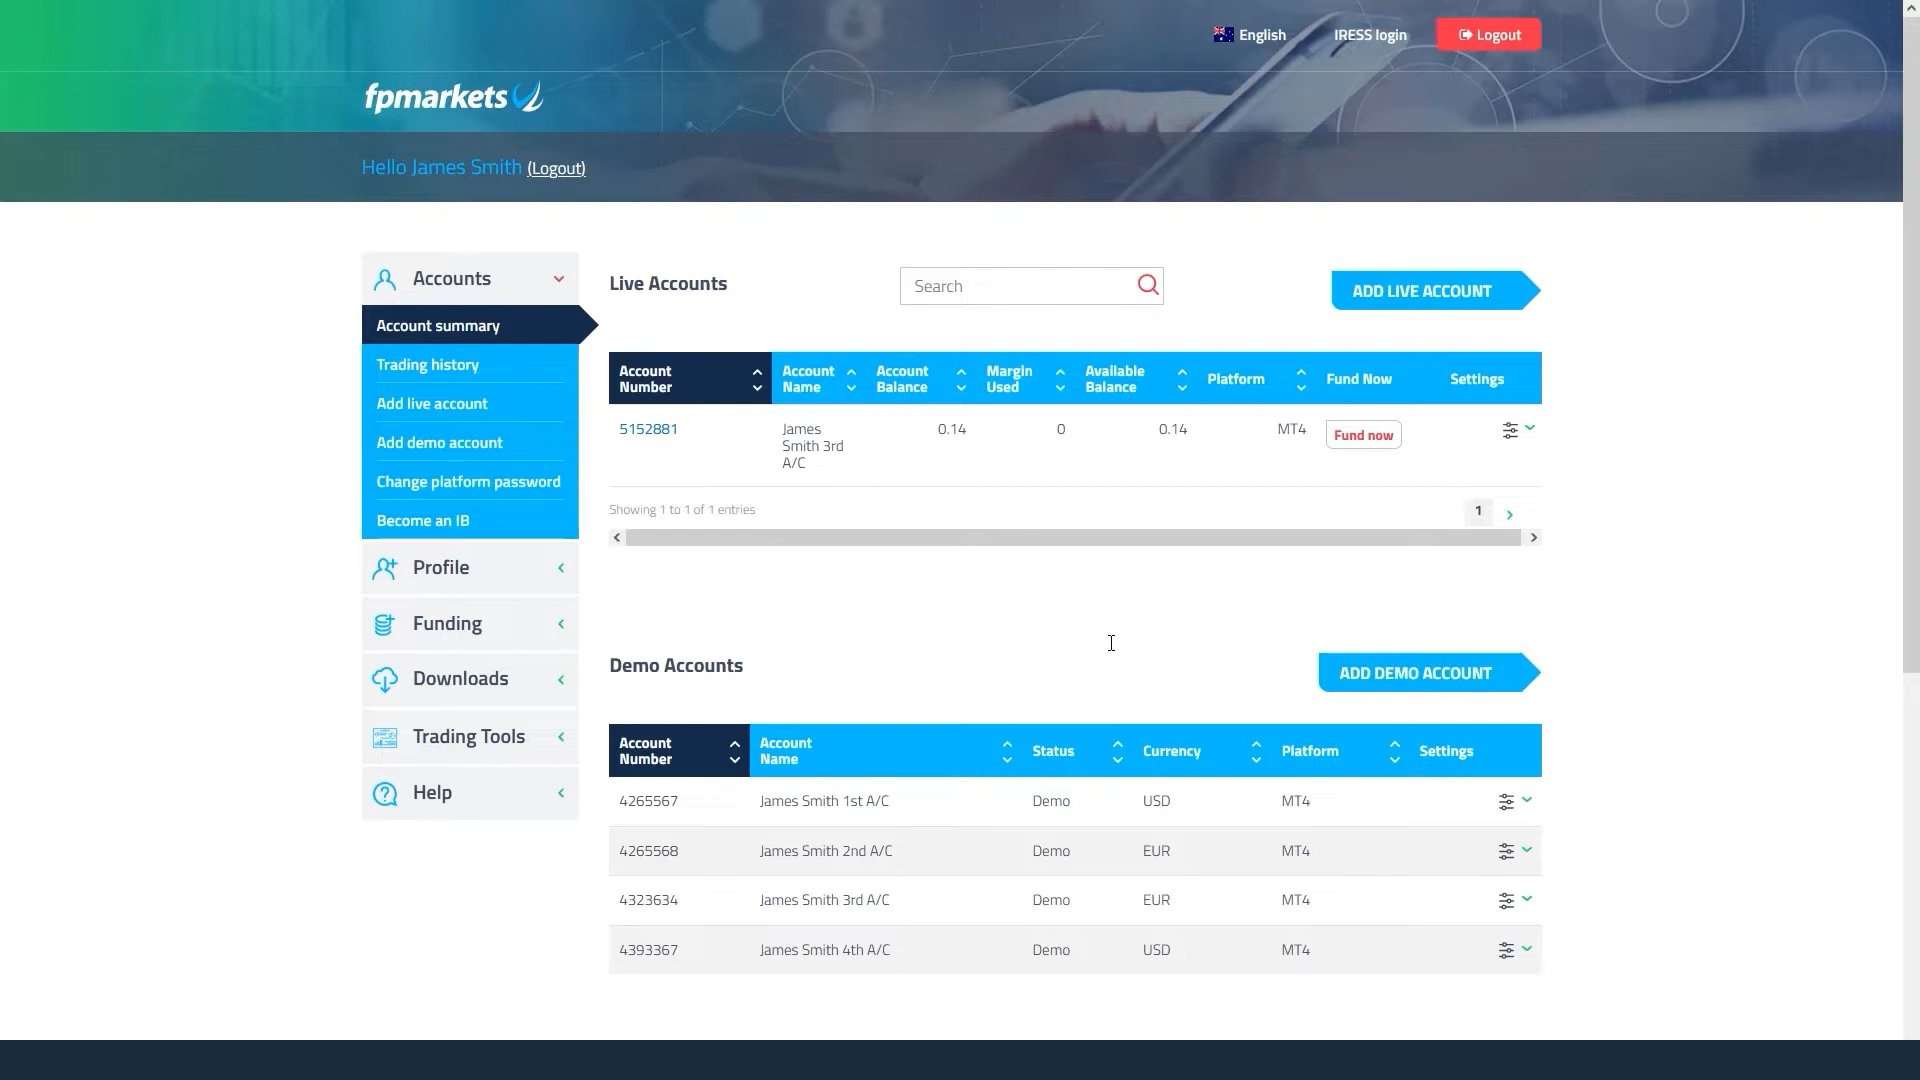 English
IRESS login
Logout
fpmarkets
Hello James Smith (Logout)
Accounts
Account summary
Trading history
Add live account
Add demo account
Change platform password
Become an IB
Profile
Funding
Downloads
Trading Tools
Help
Live Accounts
Search
ADD LIVE ACCOUNT
Account Number
Account Name
Account Balance
Margin Used
Available Balance
Platform
Fund Now
Settings
5152881
James
Smith 3rd
A/C
0.14
0
0.14
MT4
Fund now
Showing 1 to 1 of 1 entries
1
Demo Accounts
ADD DEMO ACCOUNT
Account Number
Account Name
Status
Currency
Platform
Settings
4265567 James Smith 1st A/C Demo USD MT4
4265568 James Smith 2nd A/C Demo EUR MT4
4323634 James Smith 3rd A/C Demo EUR MT4
4393367 James Smith 4th A/C Demo USD MT4